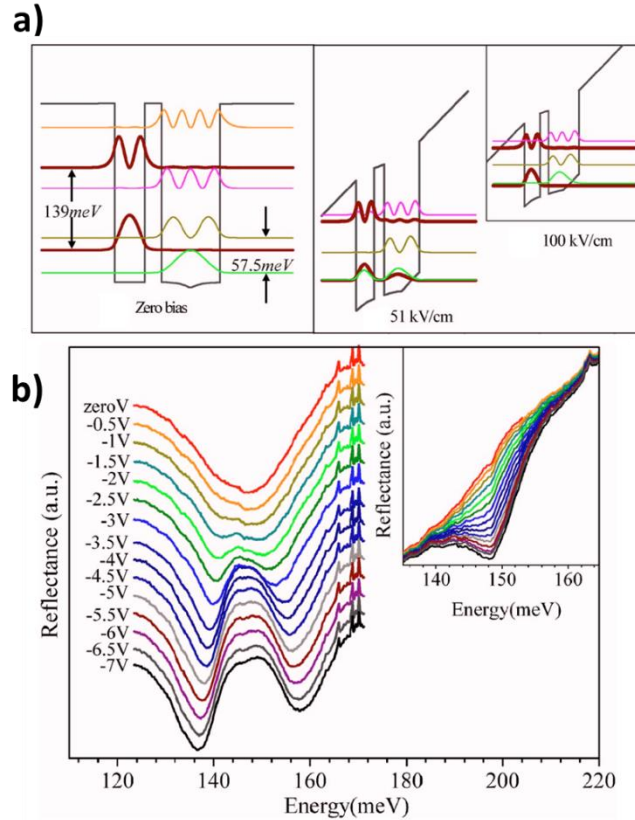 a)
139meV
57.5meV
Zero bias
51 kV/cm
100 kV/cm
b)
zeroV
-0.5V
-1V
-1.5V
-2V
-2.5V
-3V
-3.5V
-4V
-4.5V
-5V
-5.5V
-6V
-6.5V
-7V
Reflectance (a.u.)
120 140 160 180 200 220
Energy(meV)
Reflectance (a.u.)
140 150 160
Energy(meV)